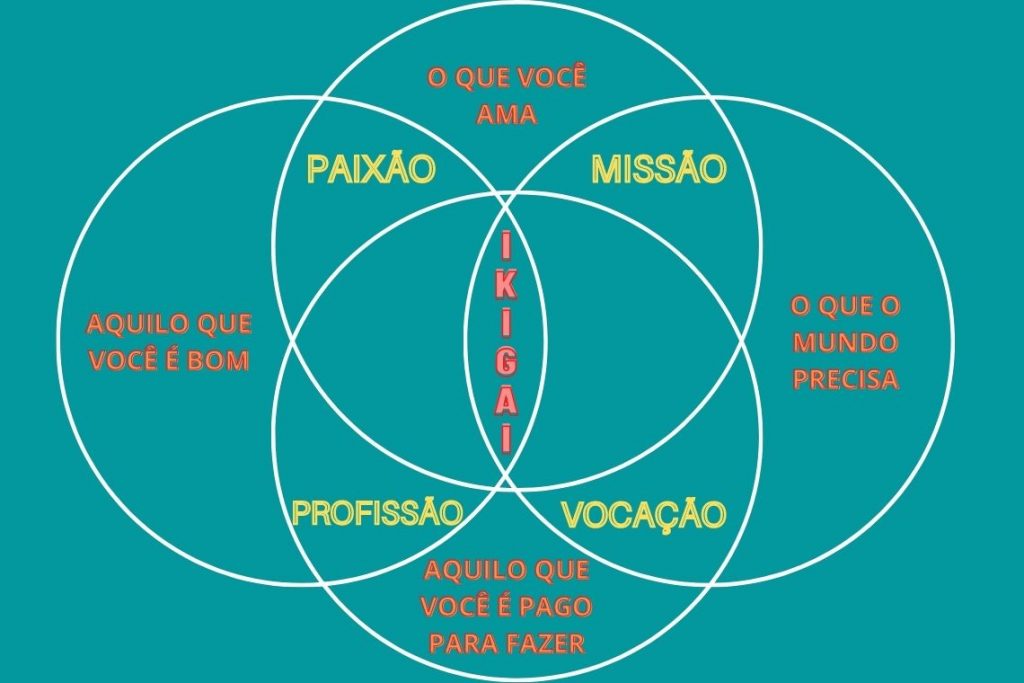 O QUE VOCÊ
AMA
PAIXÃO
MISSÃO
IKIGAI
AQUILO QUE
VOCÊ É BOM
O QUE O
MUNDO
PRECISA
PROFISSÃO
VOCAÇÃO
AQUILO QUE
VOCÊ É PAGO
PARA FAZER